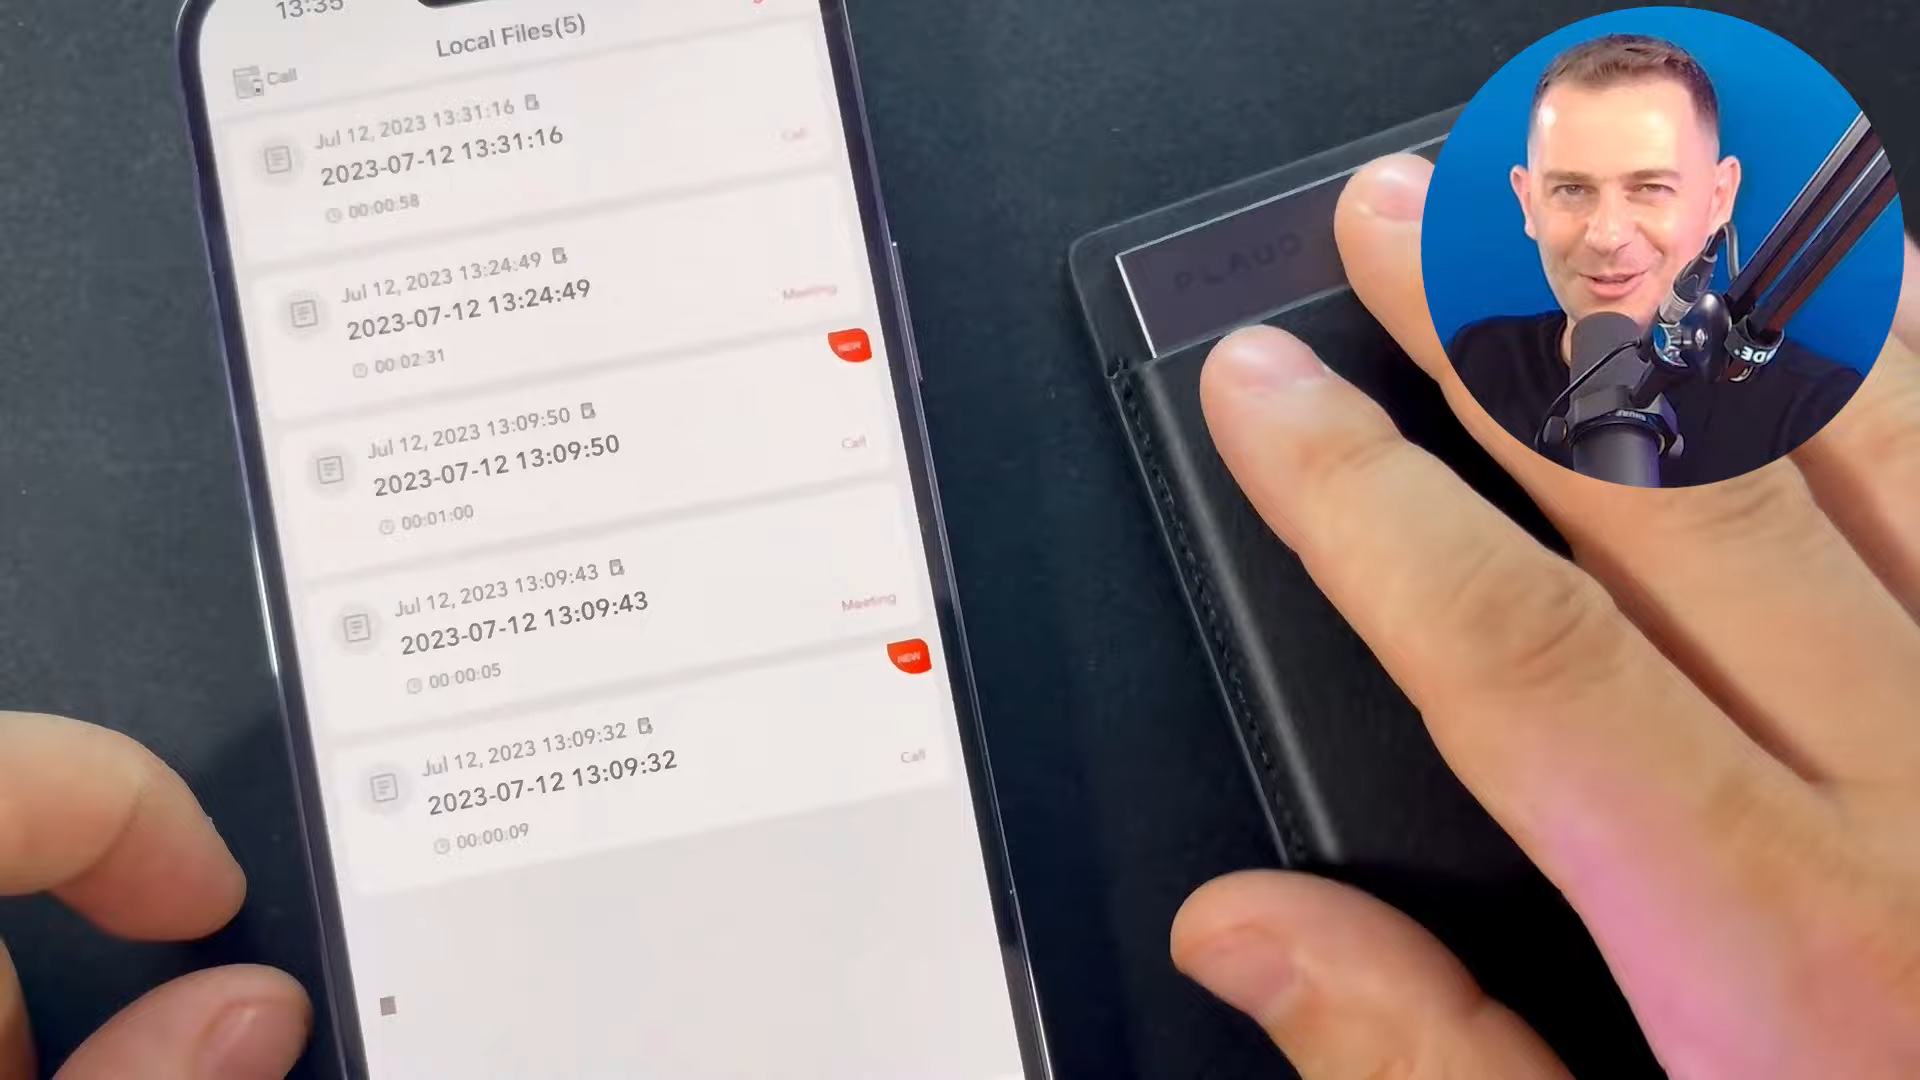 13:35
Local Files(5)
Call
Jul 12, 2023 13:31:16
2023-07-12 13:31:16
Call
00:00:58
Jul 12, 2023 13:24:49
2023-07-12 13:24:49
Meeting
00:02:31
NEW
Jul 12, 2023 13:09:50
2023-07-12 13:09:50
Call
00:01:00
Jul 12, 2023 13:09:43
2023-07-12 13:09:43
Meeting
00:00:05
NEW
Jul 12, 2023 13:09:32
2023-07-12 13:09:32
Call
00:00:09
PLAUD
SHURE